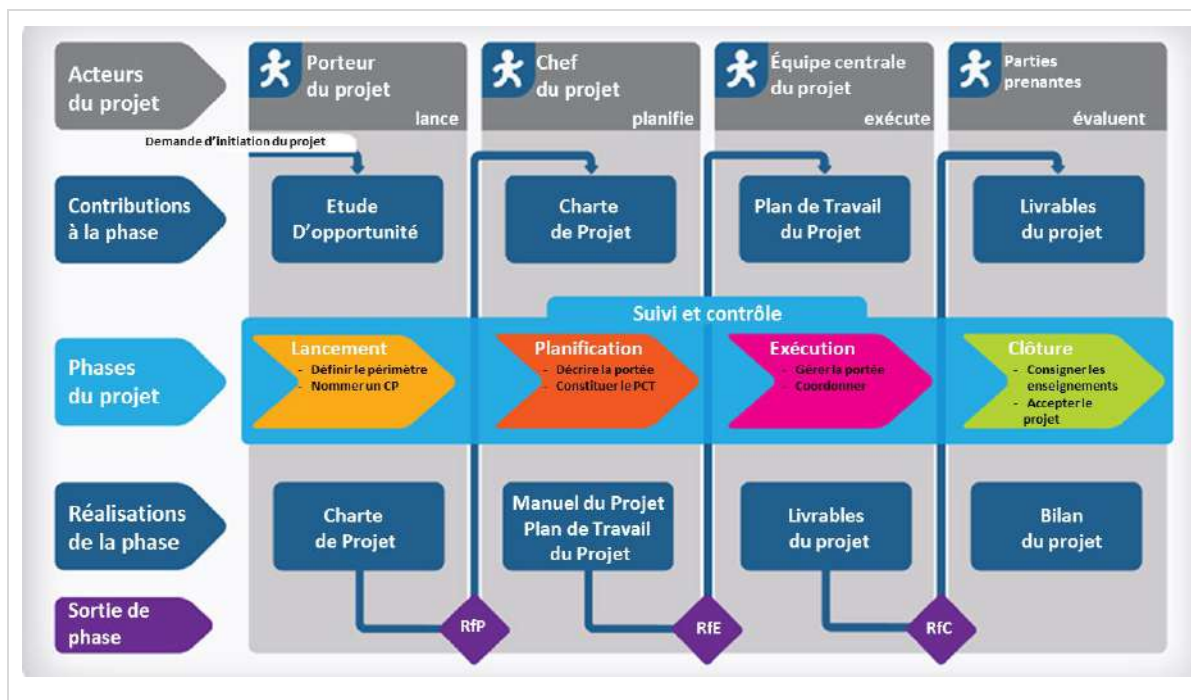 Acteurs
du projet
Porteur
du projet
lance
Chef
du projet
planifie
Équipe centrale
du projet
exécute
Parties
prenantes
évaluent
Demande d'initiation du projet
Contributions
à la phase
Etude
D'opportunité
Charte
de Projet
Plan de Travail
du Projet
Livrables
du projet
Suivi et contrôle
Phases
du projet
Lancement
- Définir le périmètre
- Nommer un CP
Planification
- Décrire la portée
- Constituer le PCT
Exécution
- Gérer la portée
- Coordonner
Clôture
- Consigner les
enseignements
- Accepter le
projet
Réalisations
de la phase
Charte
de Projet
Manuel du Projet
Plan de Travail
du Projet
Livrables
du projet
Bilan
du projet
Sortie de
phase
RfP
RfE
RfC